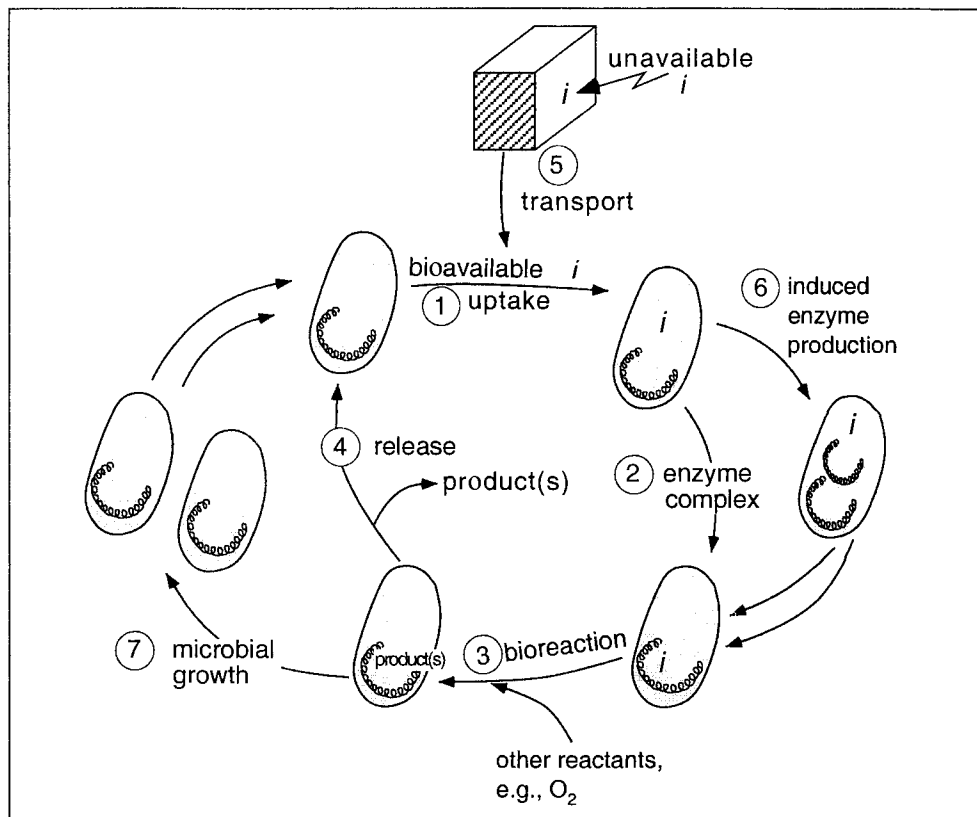 unavailable
i
i
5
transport
bioavailable i
1 uptake
i
6 induced
enzyme
production
i
4 release
product(s)
2 enzyme
complex
7 microbial
growth
product(s)
3 bioreaction
i
other reactants,
e.g., O₂